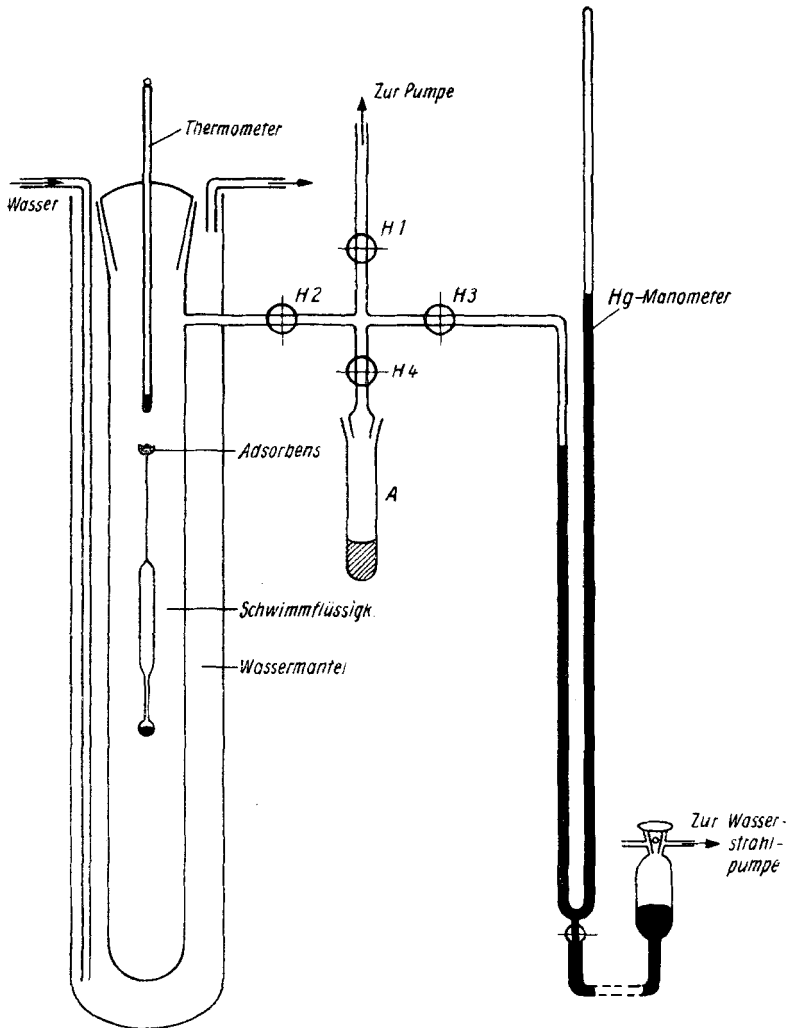 Zur Pumpe
Thermometer
Wasser
H1
H2
H3
Hg-Manometer
H4
Adsorbens
A
Schwimmflüssigk.
Wassermantel
Zur Wasser-
strahl-
pumpe